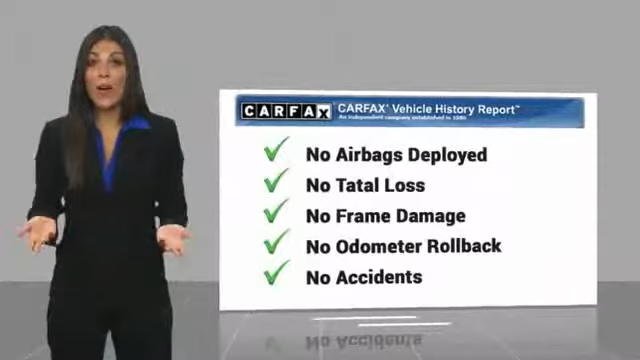 CARFAX CARFAX Vehicle History Report™
An independent company established in 1986
No Airbags Deployed
No Tatal Loss
No Frame Damage
No Odometer Rollback
No Accidents